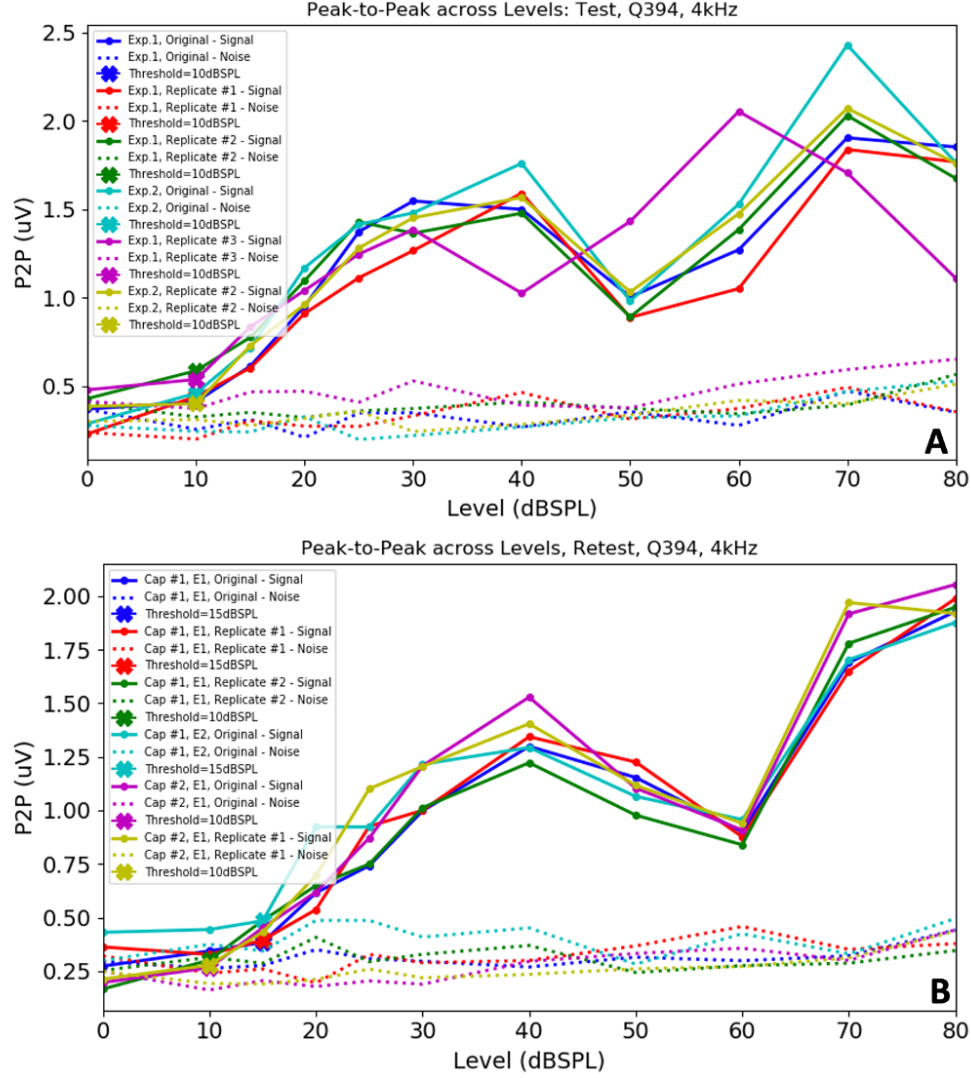 Peak-to-Peak across Levels: Test, Q394, 4kHz
2.5
2.0
1.5
1.0
0.5
P2P (uV)
Exp.1, Original - Signal
Exp.1, Original - Noise
Threshold=10dBSPL
Exp.1, Replicate #1 - Signal
Exp.1, Replicate #1 - Noise
Threshold=10dBSPL
Exp.1, Replicate #2 - Signal
Exp.1, Replicate #2 - Noise
Threshold=10dBSPL
Exp.2, Original - Signal
Exp.2, Original - Noise
Threshold=10dBSPL
Exp.1, Replicate #3 - Signal
Exp.1, Replicate #3 - Noise
Threshold=10dBSPL
Exp.2, Replicate #2 - Signal
Exp.2, Replicate #2 - Noise
Threshold=10dBSPL
A
0 10 20 30 40 50 60 70 80
Level (dBSPL)
Peak-to-Peak across Levels, Retest, Q394, 4kHz
2.00
1.75
1.50
1.25
1.00
0.75
0.50
0.25
P2P (uV)
Cap #1, E1, Original - Signal
Cap #1, E1, Original - Noise
Threshold=15dBSPL
Cap #1, E1, Replicate #1 - Signal
Cap #1, E1, Replicate #1 - Noise
Threshold=15dBSPL
Cap #1, E1, Replicate #2 - Signal
Cap #1, E1, Replicate #2 - Noise
Threshold=10dBSPL
Cap #1, E2, Original - Signal
Cap #1, E2, Original - Noise
Threshold=15dBSPL
Cap #2, E1, Original - Signal
Cap #2, E1, Original - Noise
Threshold=10dBSPL
Cap #2, E1, Replicate #1 - Signal
Cap #2, E1, Replicate #1 - Noise
Threshold=10dBSPL
B
0 10 20 30 40 50 60 70 80
Level (dBSPL)